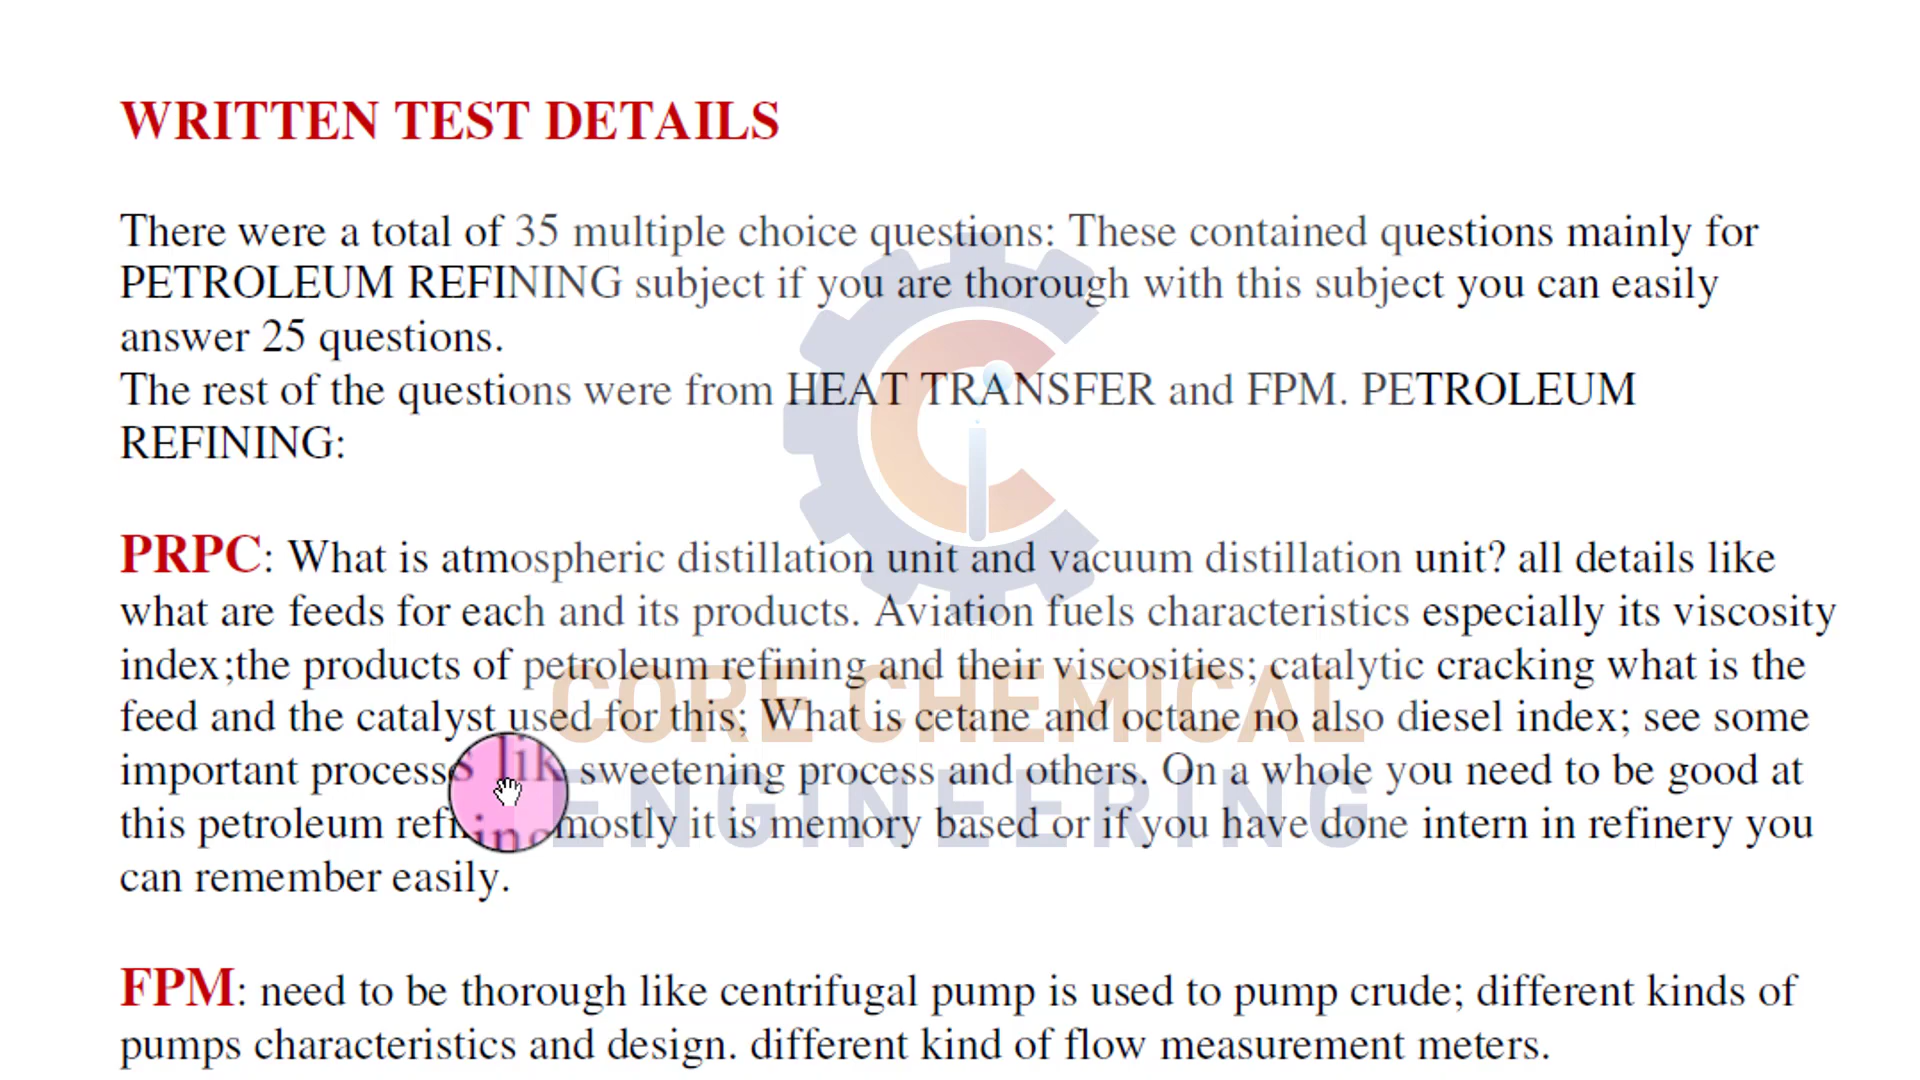 WRITTEN TEST DETAILS
There were a total of 35 multiple choice questions: These contained questions mainly for
PETROLEUM REFINING subject if you are thorough with this subject you can easily
answer 25 questions.
The rest of the questions were from HEAT TRANSFER and FPM. PETROLEUM
REFINING:
PRPC: What is atmospheric distillation unit and vacuum distillation unit? all details like
what are feeds for each and its products. Aviation fuels characteristics especially its viscosity
index;the products of petroleum refining and their viscosities; catalytic cracking what is the
feed and the catalyst used for this; What is cetane and octane no also diesel index; see some
important sweetening process and others. On a whole you need to be good at
this petroleum mostly it is memory based or if you have done intern in refinery you
can remember easily.
FPM: need to be thorough like centrifugal pump is used to pump crude; different kinds of
pumps characteristics and design. different kind of flow measurement meters.
CORE CHEMICAL
ENGINEERING